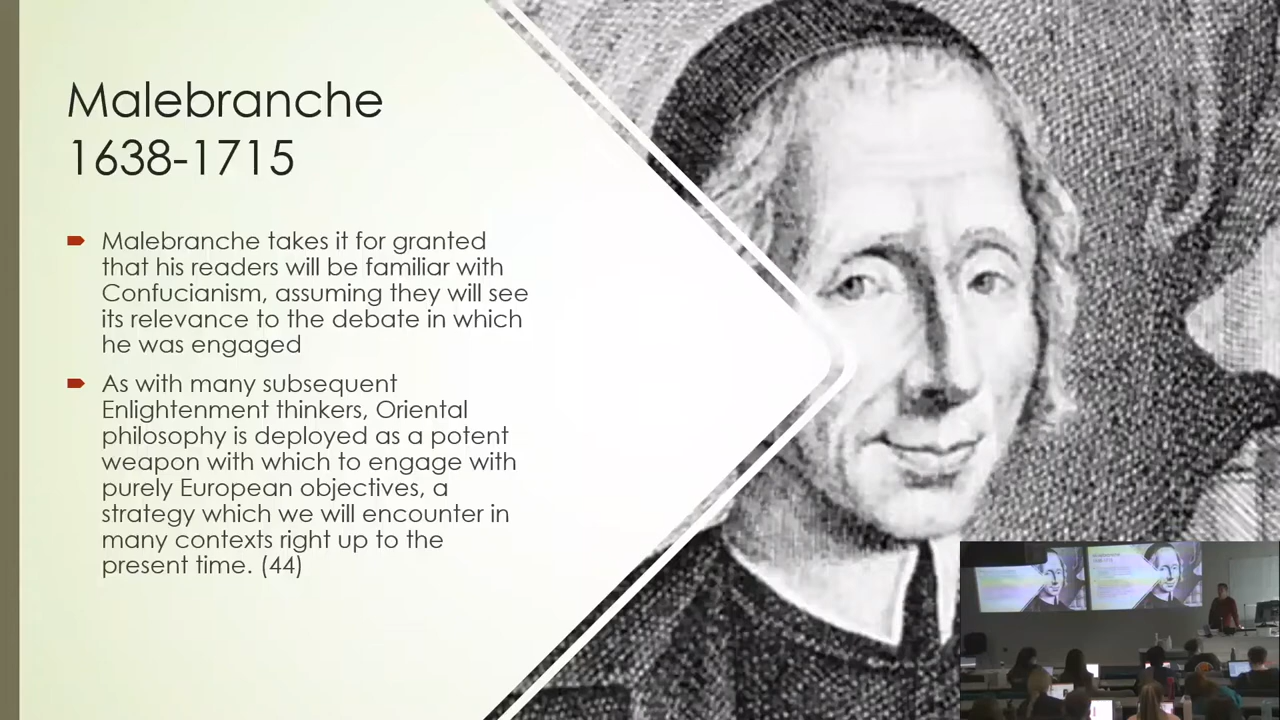 Malebranche
1638-1715
Malebranche takes it for granted
that his readers will be familiar with
Confucianism, assuming they will see
its relevance to the debate in which
he was engaged
As with many subsequent
Enlightenment thinkers, Oriental
philosophy is deployed as a potent
weapon with which to engage with
purely European objectives, a
strategy which we will encounter in
many contexts right up to the
present time. (44)